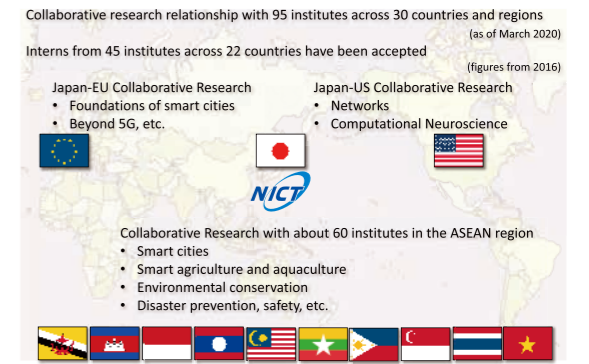 Collaborative research relationship with 95 institutes across 30 countries and regions
(as of March 2020)
Interns from 45 institutes across 22 countries have been accepted
(figures from 2016)
Japan-EU Collaborative Research
• Foundations of smart cities
• Beyond 5G, etc.
Japan-US Collaborative Research
• Networks
• Computational Neuroscience
NICT
Collaborative Research with about 60 institutes in the ASEAN region
• Smart cities
• Smart agriculture and aquaculture
• Environmental conservation
• Disaster prevention, safety, etc.